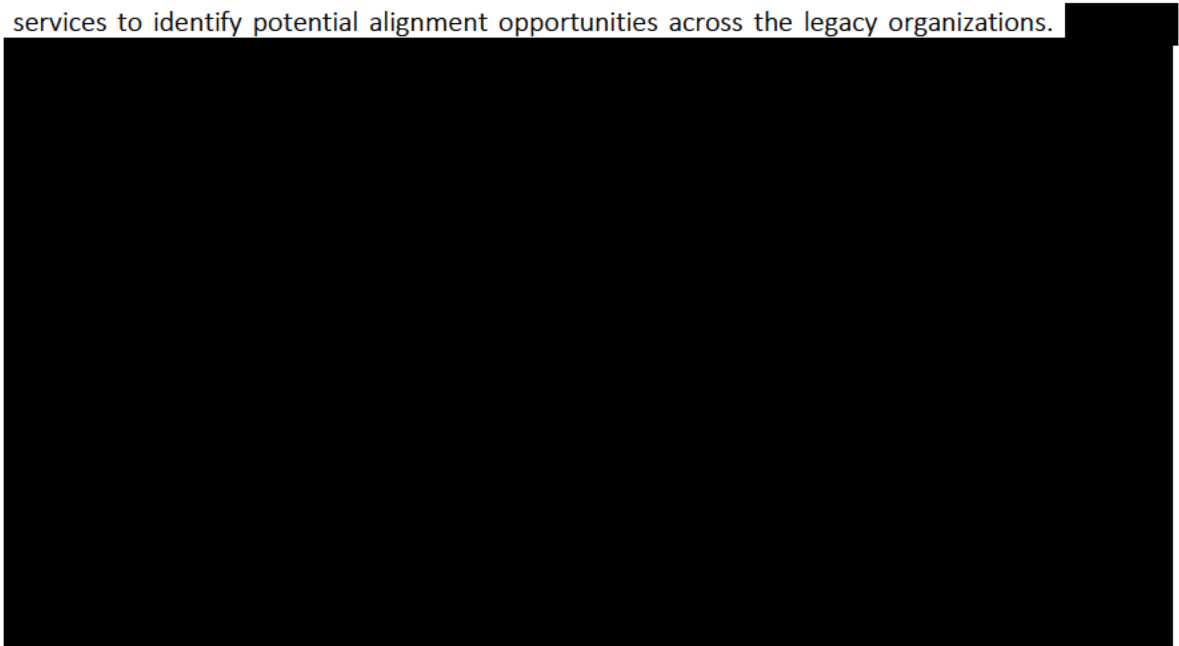 services to identify potential alignment opportunities across the legacy organizations.